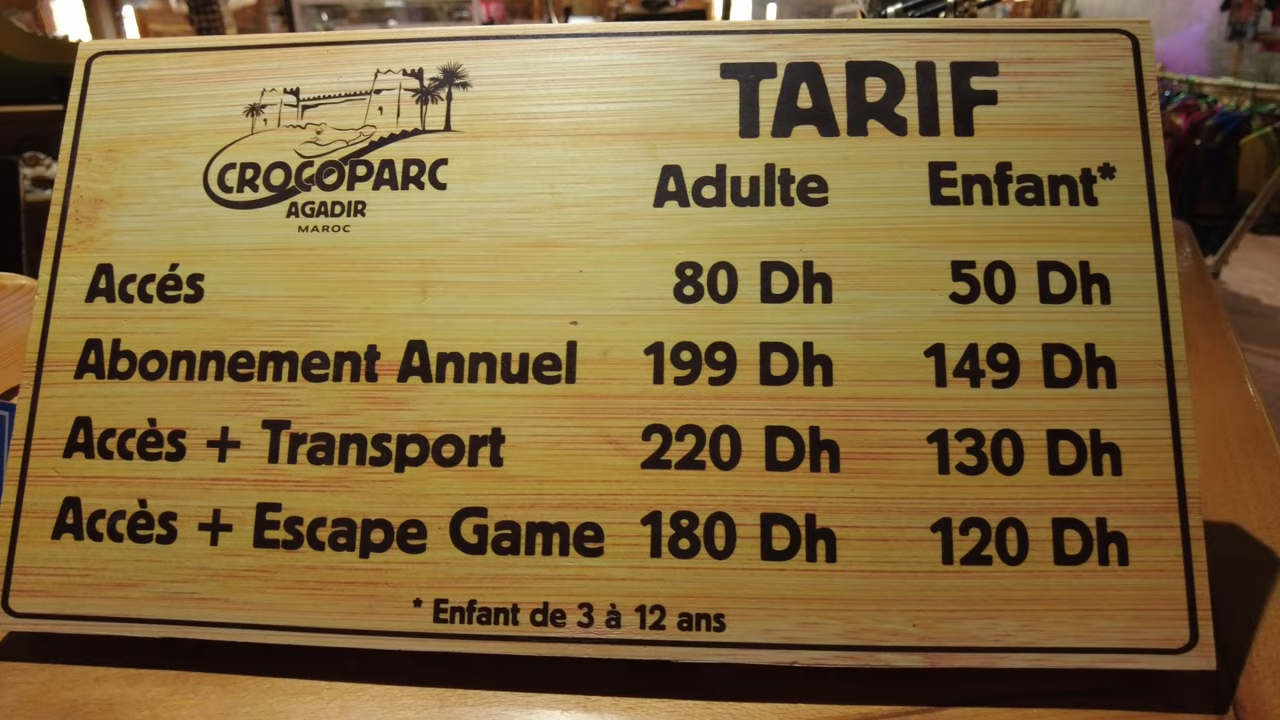 CROCOPARC
AGADIR
MAROC
TARIF
Adulte Enfant*
Accés 80 Dh 50 Dh
Abonnement Annuel 199 Dh 149 Dh
Accès + Transport 220 Dh 130 Dh
Accès + Escape Game 180 Dh 120 Dh
* Enfant de 3 à 12 ans